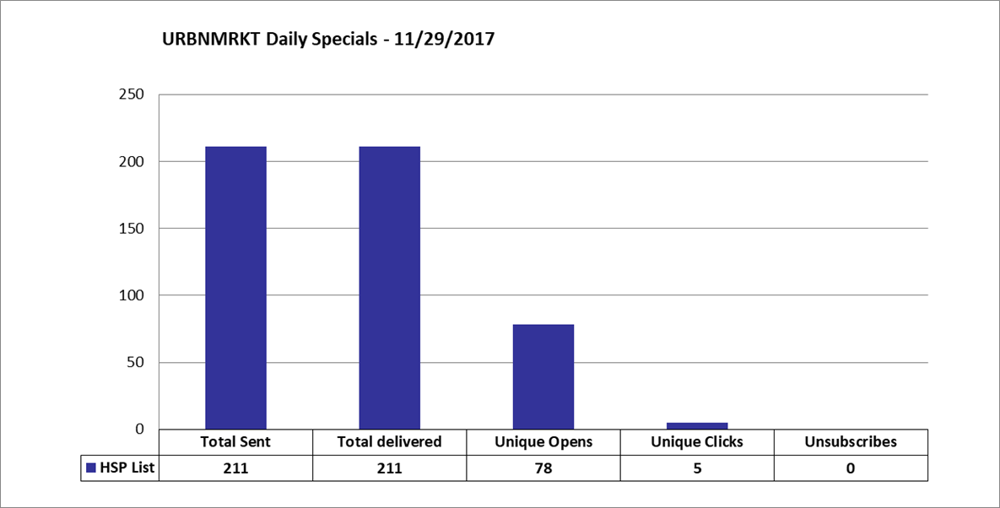 URBNMRKT Daily Specials - 11/29/2017
250
200
150
100
50
0
Total Sent Total delivered Unique Opens Unique Clicks Unsubscribes
HSP List 211 211 78 5 0